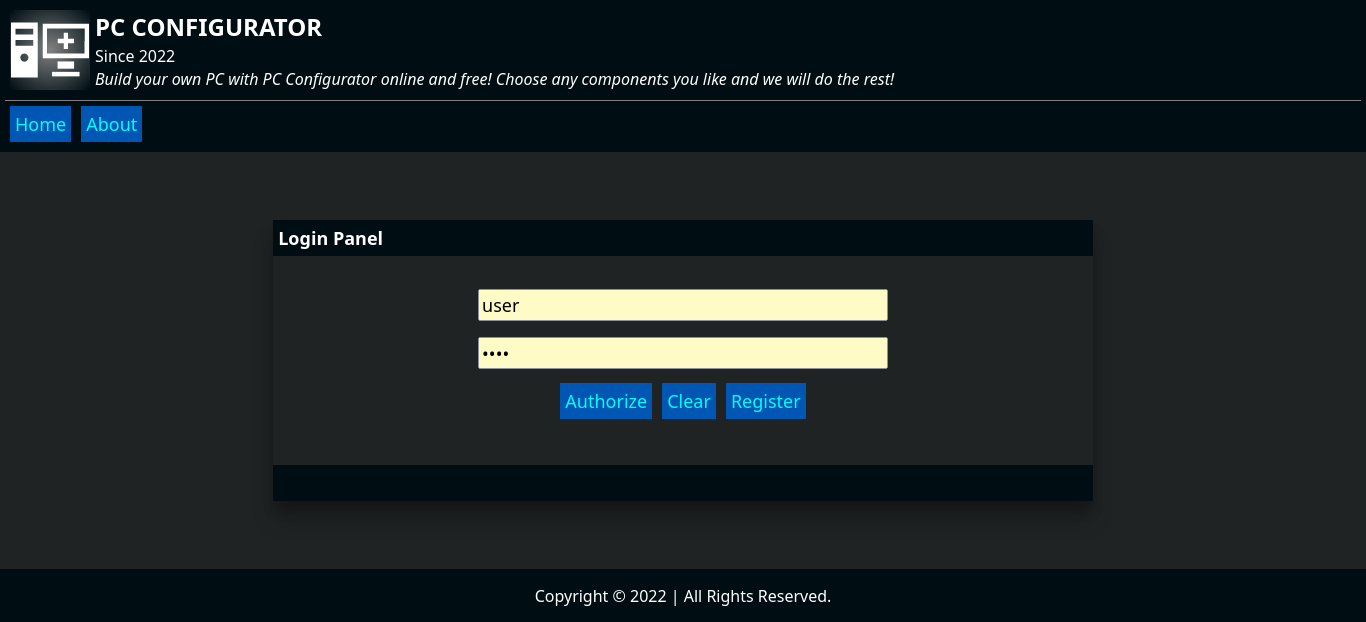 PC CONFIGURATOR
Since 2022
Build your own PC with PC Configurator online and free! Choose any components you like and we will do the rest!
Home About
Login Panel
user
••••
Authorize Clear Register
Copyright © 2022 | All Rights Reserved.